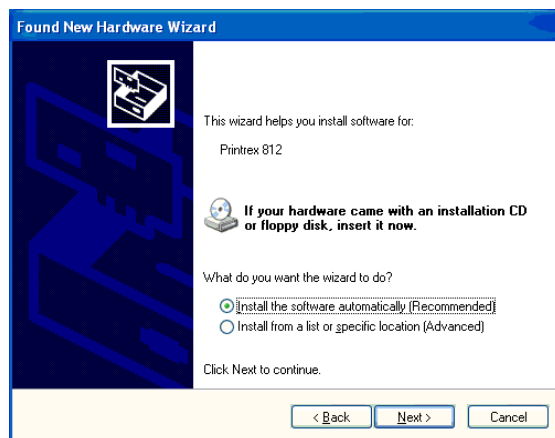 Found New Hardware Wizard
This wizard helps you install software for:
Printrex 812
If your hardware came with an installation CD
or floppy disk, insert it now.
What do you want the wizard to do?
Install the software automatically (Recommended)
Install from a list or specific location (Advanced)
Click Next to continue.
< Back Next > Cancel